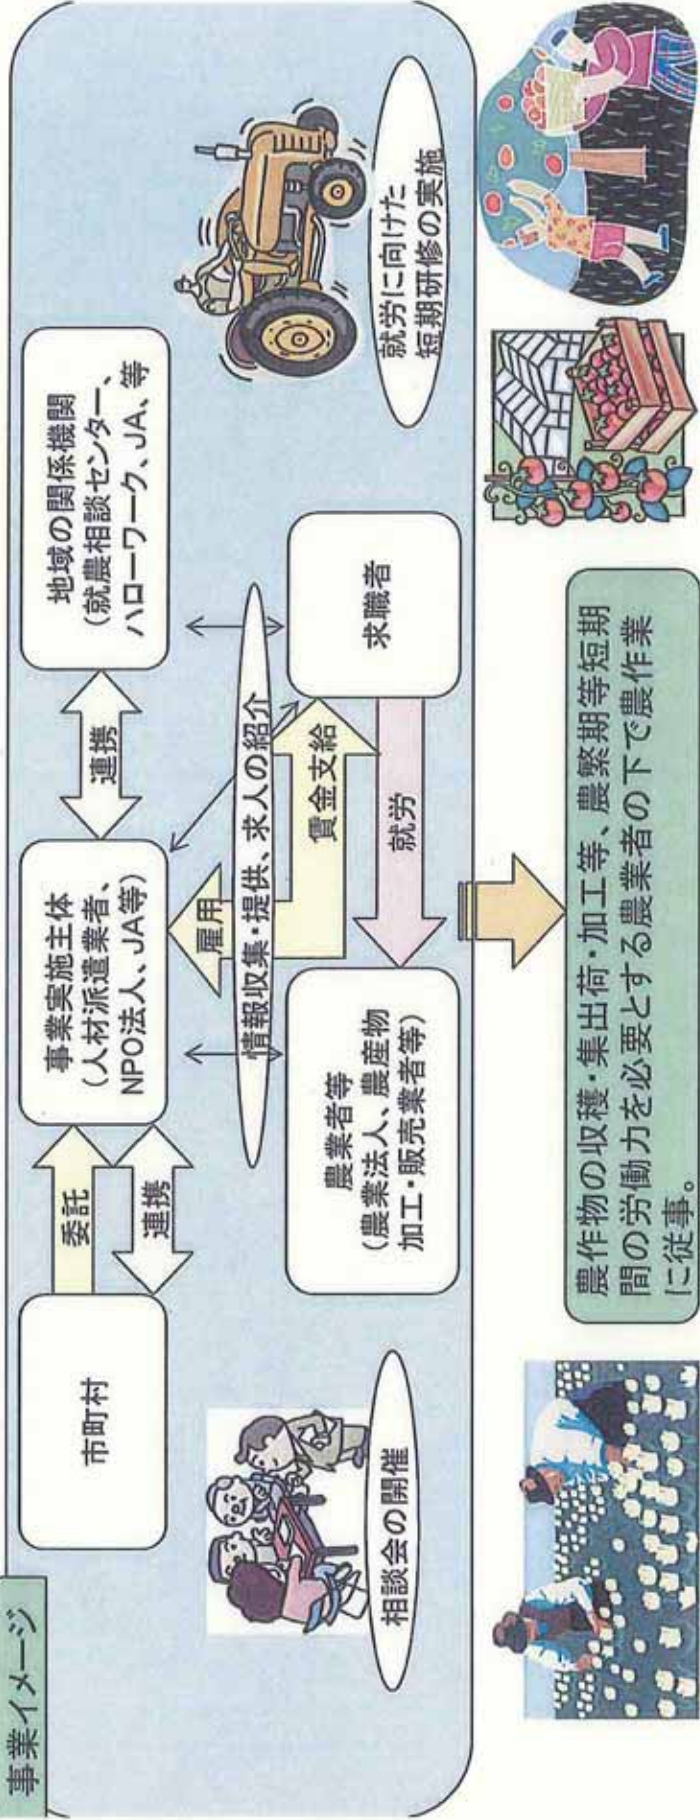 事業イメージ
市町村
委託
連携
事業実施主体
(人材派遣業者、
NPO法人、JA等)
連携
地域の関係機関
(就農相談センター、
ハローワーク、JA、等
雇用
情報収集・提供、求人の紹介
賃金支給
農業者等
(農業法人、農産物
加工・販売業者等)
就労
求職者
相談会の開催
就労に向けた
短期研修の実施
農作物の収穫・集出荷・加工等、農繁期等短期
間の労働力を必要とする農業者の下で農作業
に従事。